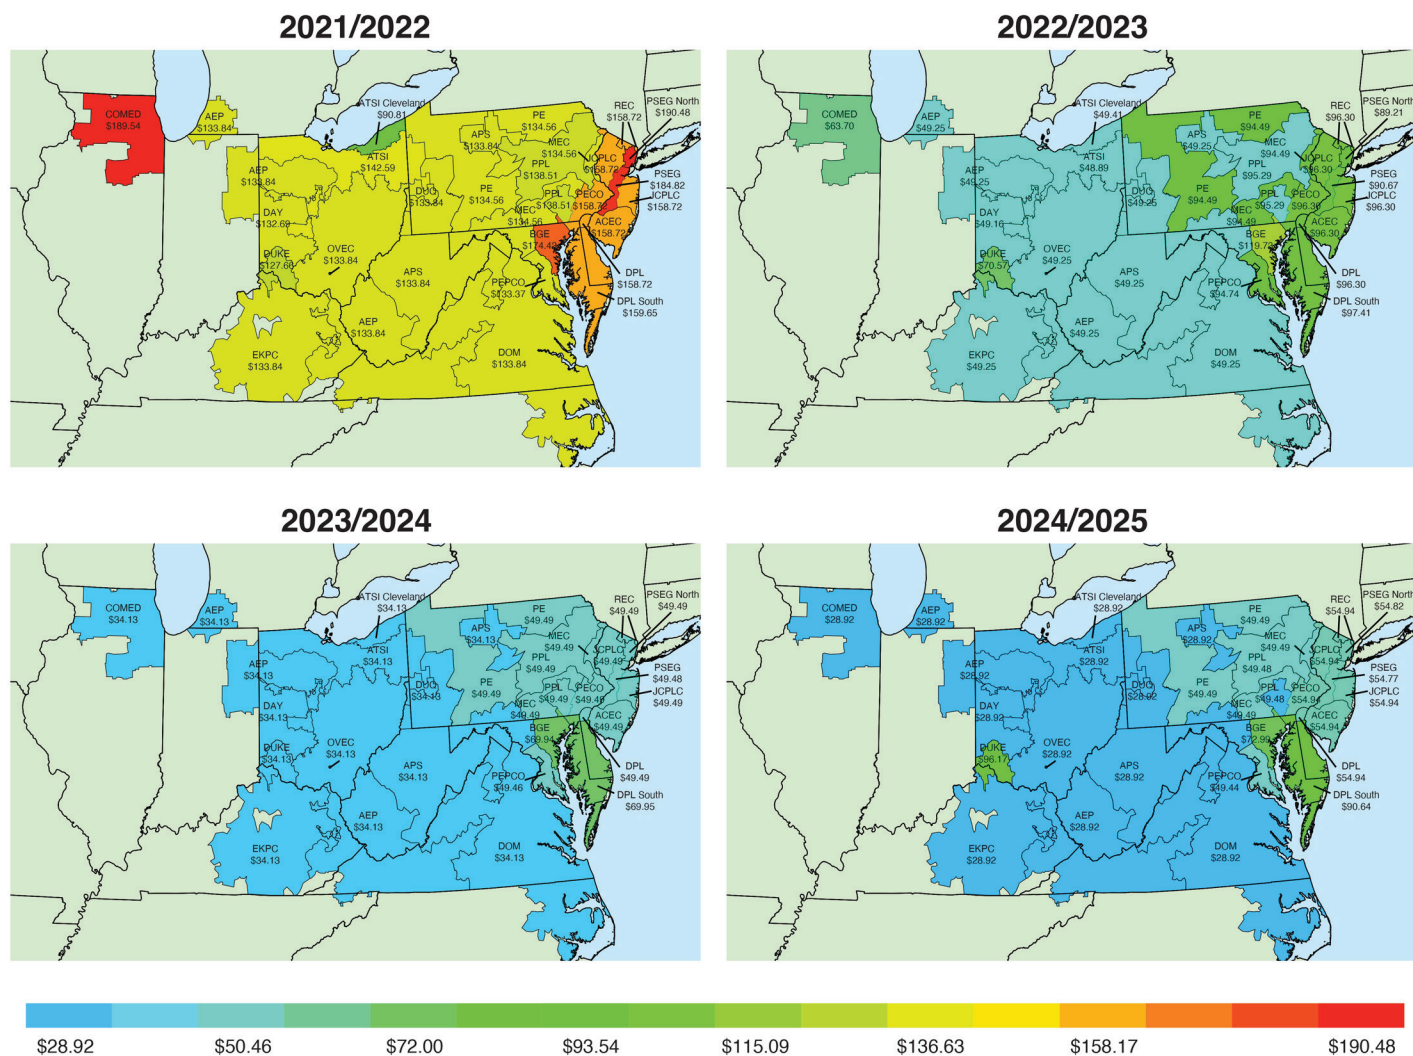 2021/2022
COMED
$189.54
AEP
$133.84
ATSI Cleveland
$90.81
PE
$134.56
REC
$158.72
PSEG North
$190.48
APS
$133.84
MEC
$134.56
JCPLC
$158.72
ATSI
$142.59
PPL
$138.51
AEP
$133.84
DUQ
$133.84
PE
$134.56
PPL
$138.51
PECO
$158.72
PSEG
$184.82
JCPLC
$158.72
DAY
$132.69
MEC
$134.56
ACEC
$158.72
BGE
DUKE
$127.66
OVEC
$133.84
APS
$133.84
PEPCO
$133.37
DPL
$158.72
DPL South
$159.65
AEP
$133.84
EKPC
$133.84
DOM
$133.84
2022/2023
COMED
$63.70
AEP
$49.25
ATSI Cleveland
$49.41
PE
$94.49
REC
$96.30
PSEG North
$89.21
APS
$49.25
MEC
$94.49
JCPLC
$96.30
ATSI
$48.89
PPL
$95.29
AEP
$49.25
DUQ
$49.25
PE
$94.49
PPL
$95.29
PECO
$96.30
PSEG
$90.67
JCPLC
$96.30
DAY
MEC
$94.49
ACEC
$96.30
BGE
DUKE
$70.57
OVEC
$49.25
APS
$49.25
PEPCO
$94.74
DPL
$96.30
DPL South
$97.41
AEP
$49.25
EKPC
$49.25
DOM
$49.25
2023/2024
COMED
$34.13
AEP
$34.13
ATSI Cleveland
$34.13
PE
$49.49
REC
$49.49
PSEG North
$49.49
APS
$34.13
MEC
$49.49
JCPLC
$49.49
ATSI
$34.13
PPL
$49.49
AEP
$34.13
DUQ
$34.13
PE
$49.49
PPL
$49.49
PECO
$49.49
PSEG
$49.48
JCPLC
$49.49
DAY
$34.13
MEC
$49.49
ACEC
$49.49
BGE
$69.94
DUKE
$34.13
OVEC
$34.13
APS
$34.13
PEPCO
$49.46
DPL
$49.49
DPL South
$69.95
AEP
$34.13
EKPC
$34.13
DOM
$34.13
2024/2025
COMED
$28.92
AEP
$28.92
ATSI Cleveland
$28.92
PE
$49.49
REC
$54.94
PSEG North
$54.82
APS
$28.92
MEC
$49.49
JCPLC
$54.94
ATSI
$28.92
PPL
$49.48
AEP
$28.92
DUQ
$28.92
PE
$49.49
PPL
$49.48
PECO
$54.94
PSEG
$54.77
JCPLC
$54.94
DAY
$28.92
MEC
$49.49
ACEC
$54.94
BGE
$72.99
DUKE
$96.17
OVEC
$28.92
APS
$28.92
PEPCO
$49.44
DPL
$54.94
DPL South
$90.64
AEP
$28.92
EKPC
$28.92
DOM
$28.92
$28.92 $50.46 $72.00 $93.54 $115.09 $136.63 $158.17 $190.48